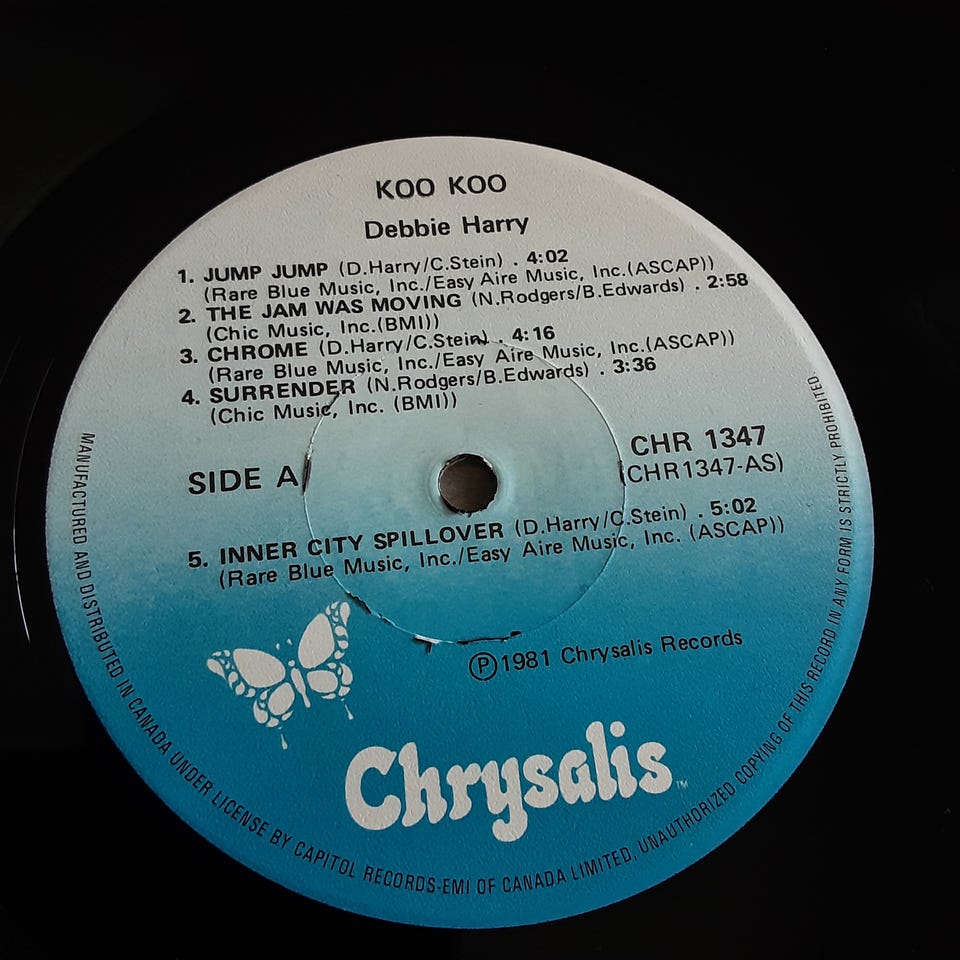 KOO KOO
Debbie Harry
1. JUMP JUMP (D.Harry/C.Stein) . 4:02
(Rare Blue Music, Inc./Easy Aire Music, Inc.(ASCAP))
2. THE JAM WAS MOVING (N.Rodgers/B.Edwards) . 2:58
(Chic Music, Inc.(BMI))
3. CHROME (D.Harry/C.Stein) . 4:16
(Rare Blue Music, Inc./Easy Aire Music, Inc.(ASCAP))
4. SURRENDER (N.Rodgers/B.Edwards) . 3:36
(Chic Music, Inc. (BMI))
SIDE A
CHR 1347
(CHR1347-AS)
5. INNER CITY SPILLOVER (D.Harry/C.Stein) . 5:02
(Rare Blue Music, Inc./Easy Aire Music, Inc. (ASCAP))
Ⓟ1981 Chrysalis Records
Chrysalis™
MANUFACTURED AND DISTRIBUTED IN CANADA UNDER LICENSE BY CAPITOL RECORDS-EMI OF CANADA LIMITED, UNAUTHORIZED COPYING OF THIS RECORD IN ANY FORM IS STRICTLY PROHIBITED.